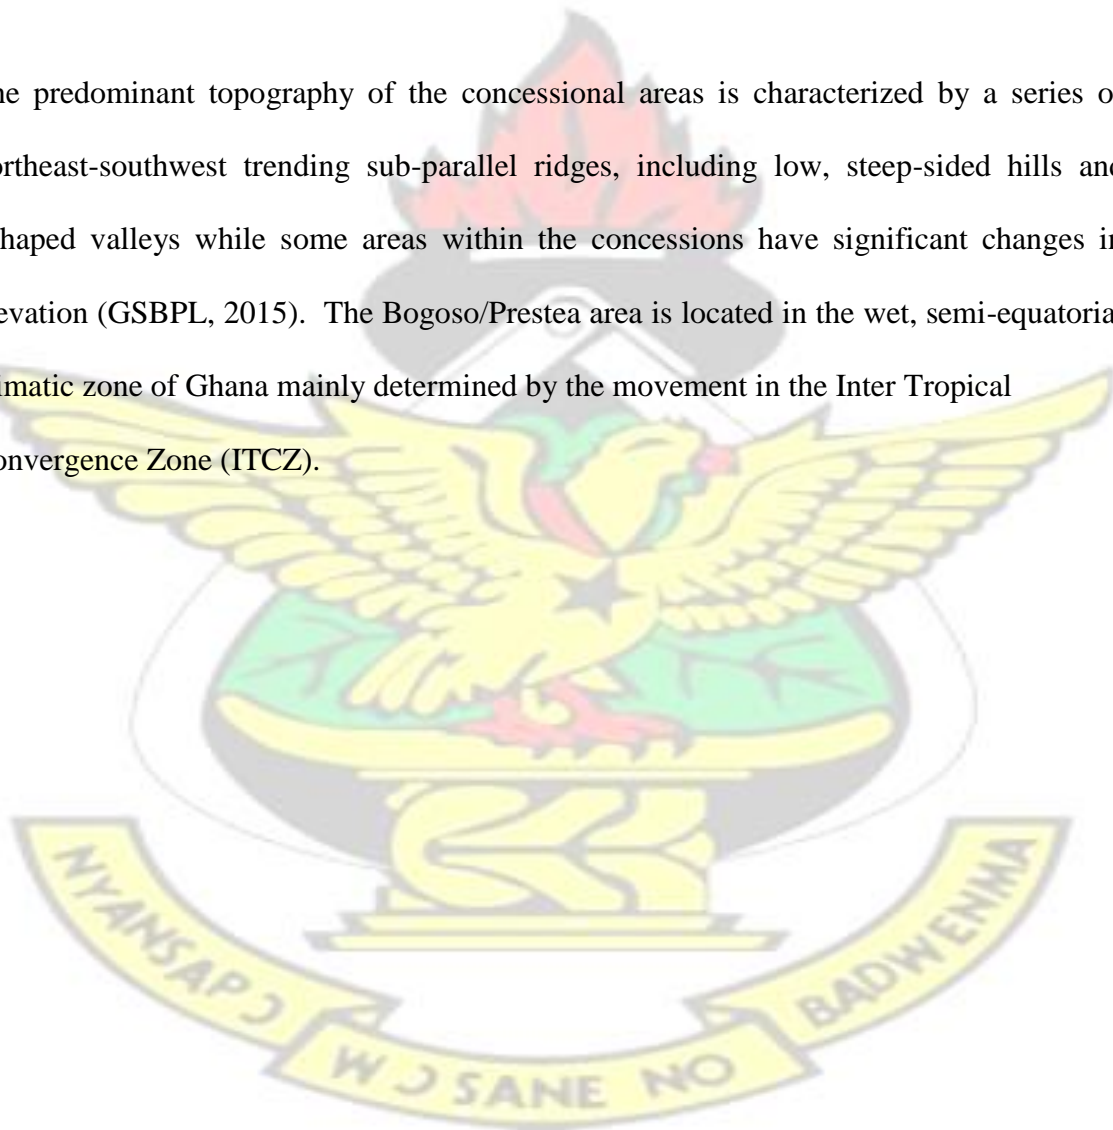 he predominant topography of the concessional areas is characterized by a series o
ortheast-southwest trending sub-parallel ridges, including low, steep-sided hills and
haped valleys while some areas within the concessions have significant changes in
evation (GSBPL, 2015). The Bogoso/Prestea area is located in the wet, semi-equatoria
imatic zone of Ghana mainly determined by the movement in the Inter Tropical
onvergence Zone (ITCZ).
NYANSAPƆ
WƆSANE NO
BADWENMA